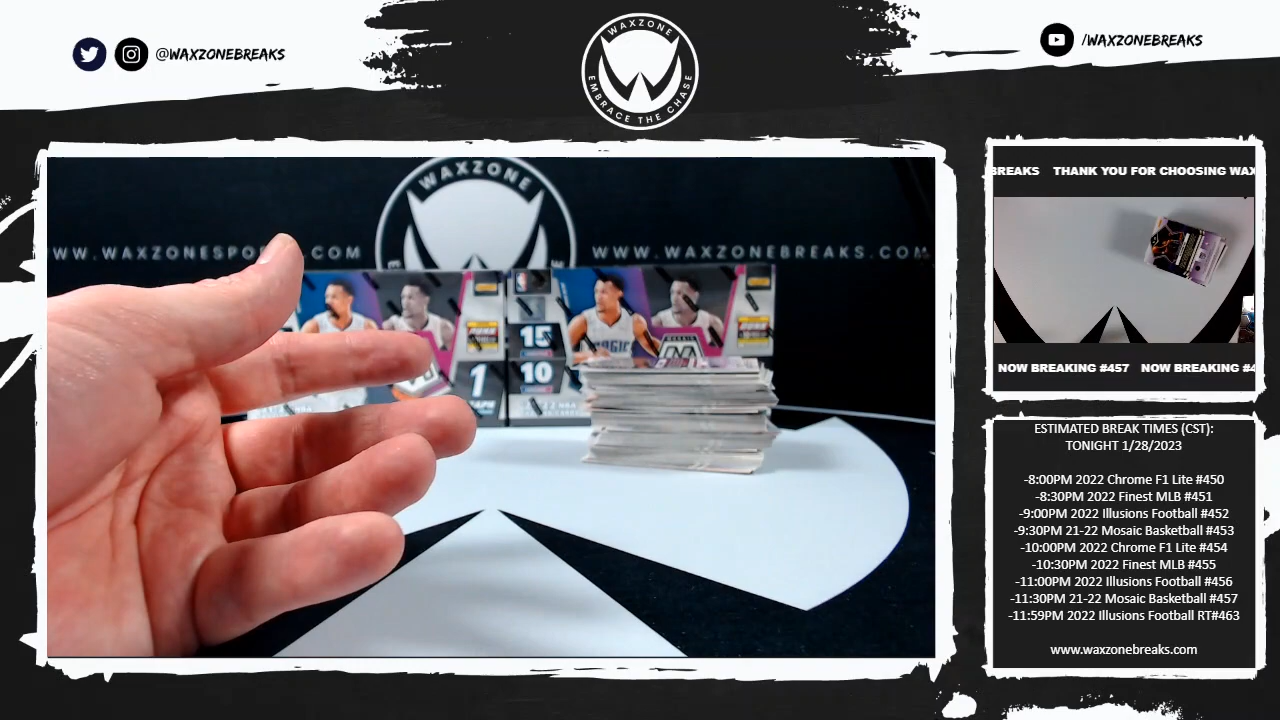 @WAXZONEBREAKS
WAXZONE
EMBRACE THE CHASE
/WAXZONEBREAKS
WAXZONE
WWW.WAXZONESPO .COM
WWW.WAXZONEBREAKS.COM
15
10
1
MAGIC
MOSAIC
BREAKS THANK YOU FOR CHOOSING WAX
NOW BREAKING #457 NOW BREAKING #4
ESTIMATED BREAK TIMES (CST):
TONIGHT 1/28/2023
-8:00PM 2022 Chrome F1 Lite #450
-8:30PM 2022 Finest MLB #451
-9:00PM 2022 Illusions Football #452
-9:30PM 21-22 Mosaic Basketball #453
-10:00PM 2022 Chrome F1 Lite #454
-10:30PM 2022 Finest MLB #455
-11:00PM 2022 Illusions Football #456
-11:30PM 21-22 Mosaic Basketball #457
-11:59PM 2022 Illusions Football RT#463
www.waxzonebreaks.com